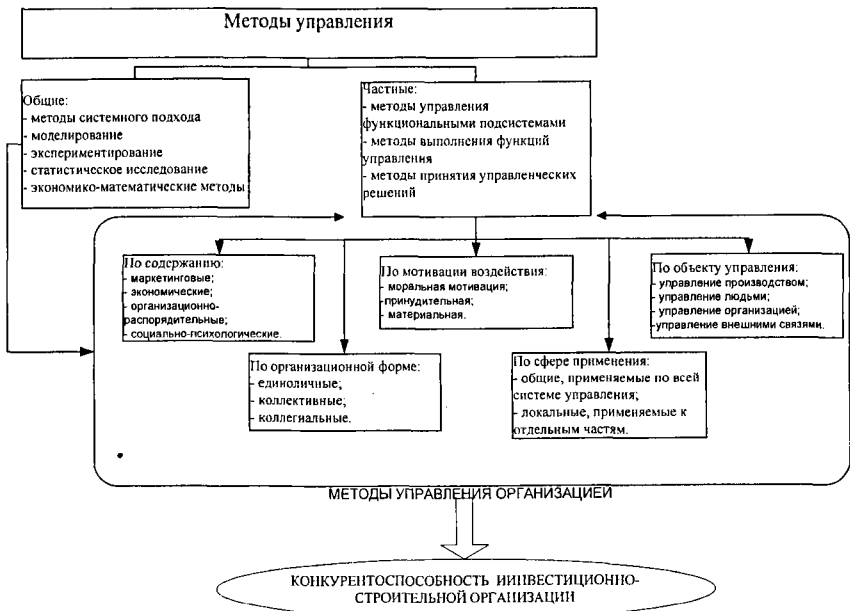 Методы управления
Общие:
- методы системного подхода
- моделирование
- экспериментирование
- статистическое исследование
- экономико-математические методы
Частные:
- методы управления
функциональными подсистемами
- методы выполнения функций
управления
- методы принятия управленческих
решений
По содержанию:
- маркетинговые;
- экономические;
- организационно-
распорядительные;
- социально-психологические.
По мотивации воздействия:
- моральная мотивация;
принудительная;
- материальная.
По объекту управления:
- управление производством;
- управление людьми;
- управление организацией;
-управление внешними связями.
По организационной форме:
- единоличные;
- коллективные;
- коллегиальные.
По сфере применения:
- общие, применяемые по всей
системе управления;
- локальные, применяемые к
отдельным частям.
МЕТОДЫ УПРАВЛЕНИЯ ОРГАНИЗАЦИЕЙ
КОНКУРЕНТОСПОСОБНОСТЬ ИИНВЕСТИЦИОННО-
СТРОИТЕЛЬНОЙ ОРГАНИЗАЦИИ